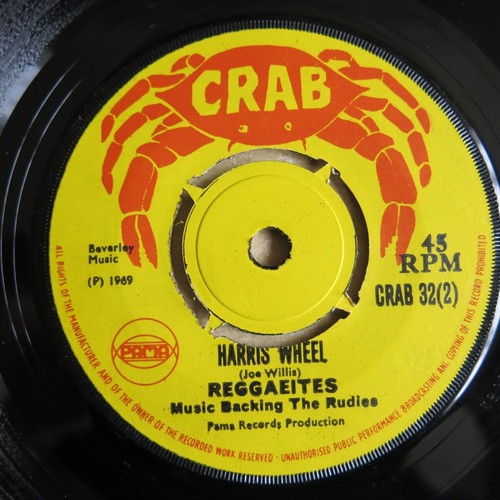 CRAB
Beverley
Music
(P) 1969
45
RPM
CRAB 32(2)
PAMA
HARRIS WHEEL
(Joe Willis)
REGGAEITES
Music Backing The Rudies
Pama Records Production
ALL RIGHTS OF THE MANUFACTURER AND OF THE OWNER OF THE RECORDED WORK RESERVED - UNAUTHORISED PUBLIC PERFORMANCE BROADCASTING AND COPYING OF THIS RECORD PROHIBITED